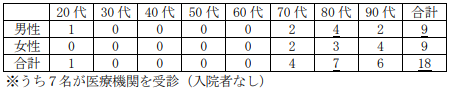 20代 30代 40代 50代 60代 70代 80代 90代 合計
男性 1 0 0 0 0 2 4 2 9
女性 0 0 0 0 0 2 3 4 9
合計 1 0 0 0 0 4 7 6 18
※うち７名が医療機関を受診（入院者なし）